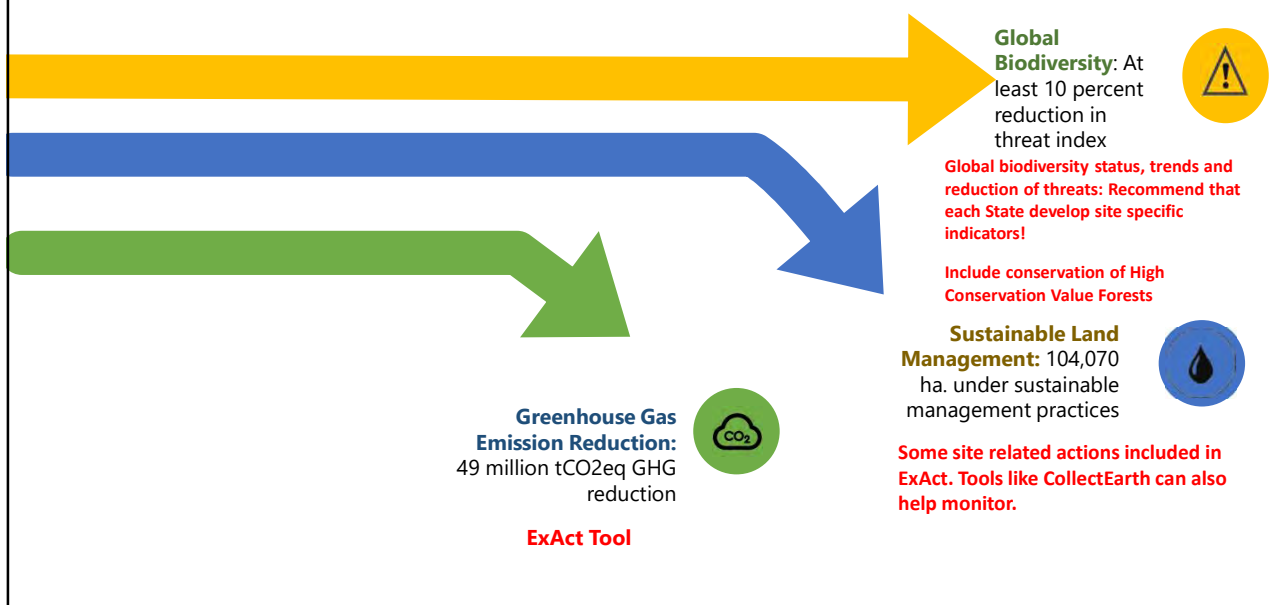 Global
Biodiversity: At
least 10 percent
reduction in
threat index
Global biodiversity status, trends and
reduction of threats: Recommend that
each State develop site specific
indicators!
Include conservation of High
Conservation Value Forests
Sustainable Land
Management: 104,070
ha. under sustainable
management practices
Some site related actions included in
ExAct. Tools like CollectEarth can also
help monitor.
Greenhouse Gas
Emission Reduction:
49 million tCO2eq GHG
reduction
CO₂
ExAct Tool